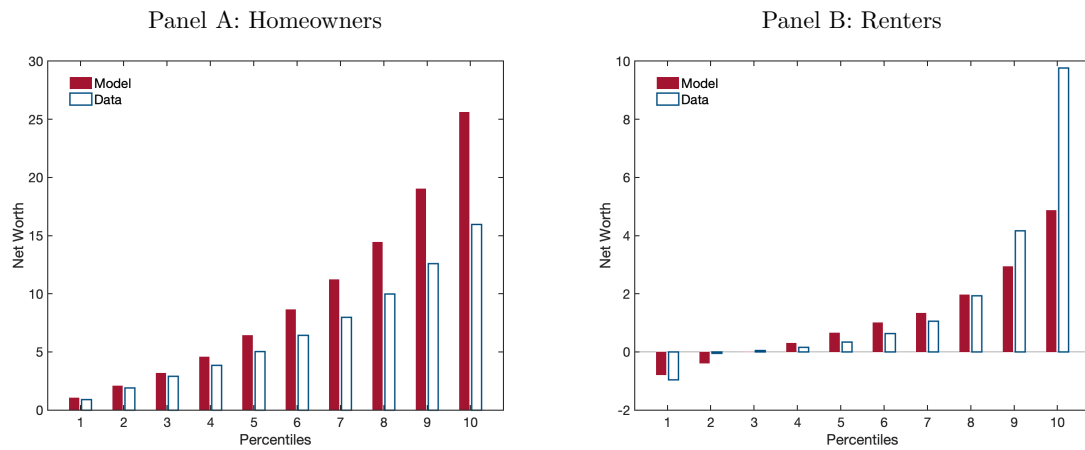 Panel A: Homeowners
30
25
20
15
10
5
0
Net Worth
Model
Data
1 2 3 4 5 6 7 8 9 10
Percentiles
Panel B: Renters
10
8
6
4
2
0
-2
Net Worth
Model
Data
1 2 3 4 5 6 7 8 9 10
Percentiles